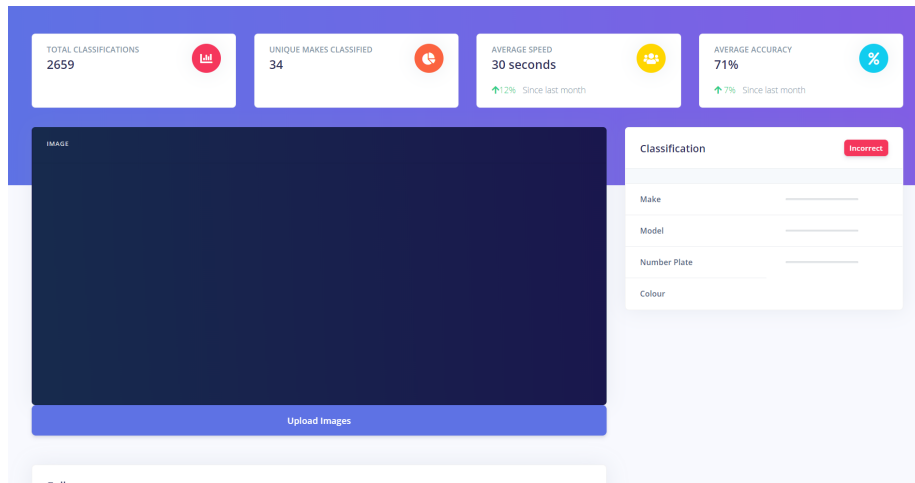 TOTAL CLASSIFICATIONS
2659
UNIQUE MAKES CLASSIFIED
34
AVERAGE SPEED
30 seconds
12% Since last month
AVERAGE ACCURACY
71%
7% Since last month
IMAGE
Upload Images
Classification
Incorrect
Make
Model
Number Plate
Colour